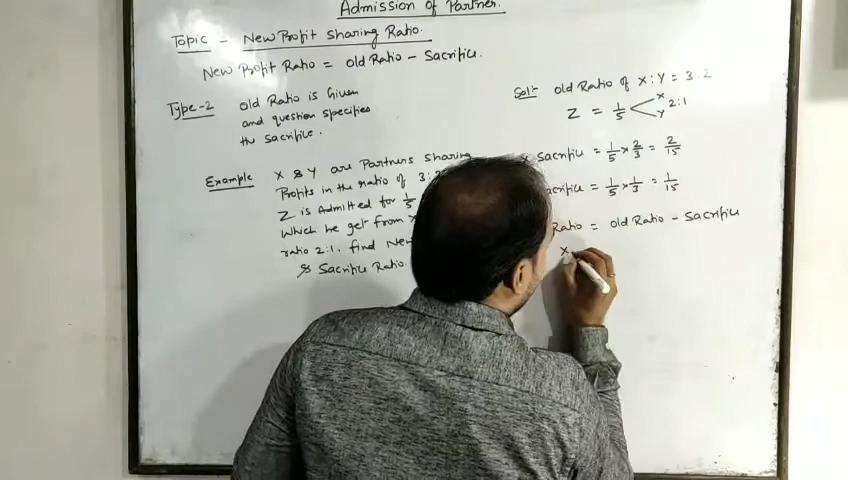 Admission of Partner.
Topic - New Profit sharing Ratio.
New Profit Ratio = old Ratio - Sacrifice.
Type-2 old Ratio is Given
and question specifies
the Sacrifice.
Example X & Y are Partners sharing
Profits in the ratio of 3:
Z is Admitted for 1/5
which he get from X
ratio 2:1. find New
& Sacrifice Ratio
Sol:- old Ratio of X : Y = 3:2
Z = 1/5 < X Y 2:1
X Sacrifice = 1/5 × 2/3 = 2/15
= 1/5 × 1/3 = 1/15
Ratio = old Ratio - Sacrifice
X